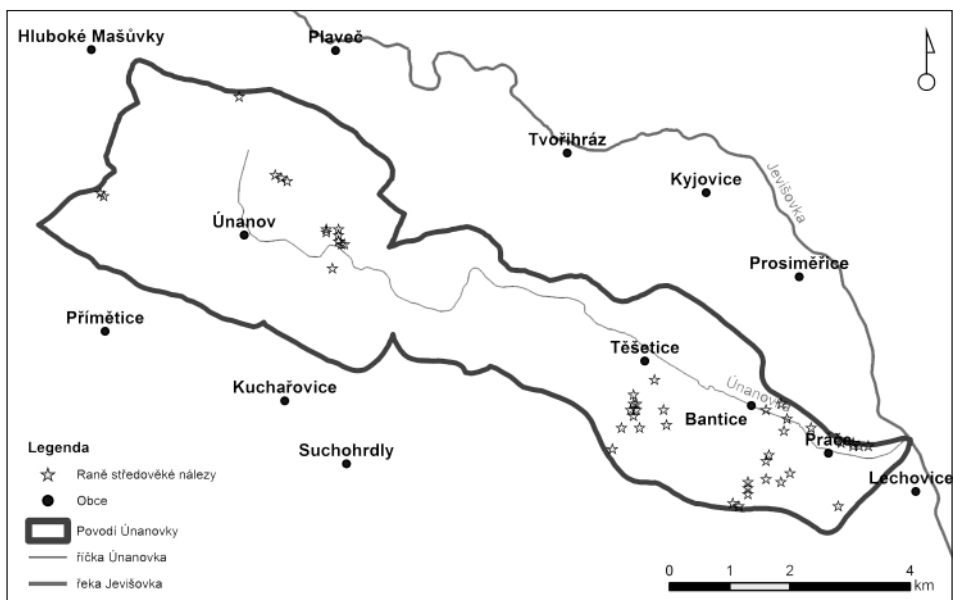 Hluboké Mašůvky
Plaveč
Tvořihráz
Kyjovice
Jevišovka
Únanov
Prosiměřice
Přímětice
Těšetice
Kuchařovice
Únanovka
Bantice
Práče
Suchohrdly
Lechovice
Legenda
Raně středověké nálezy
Obce
Povodí Únanovky
říčka Únanovka
řeka Jevišovka
0 1 2 4
km